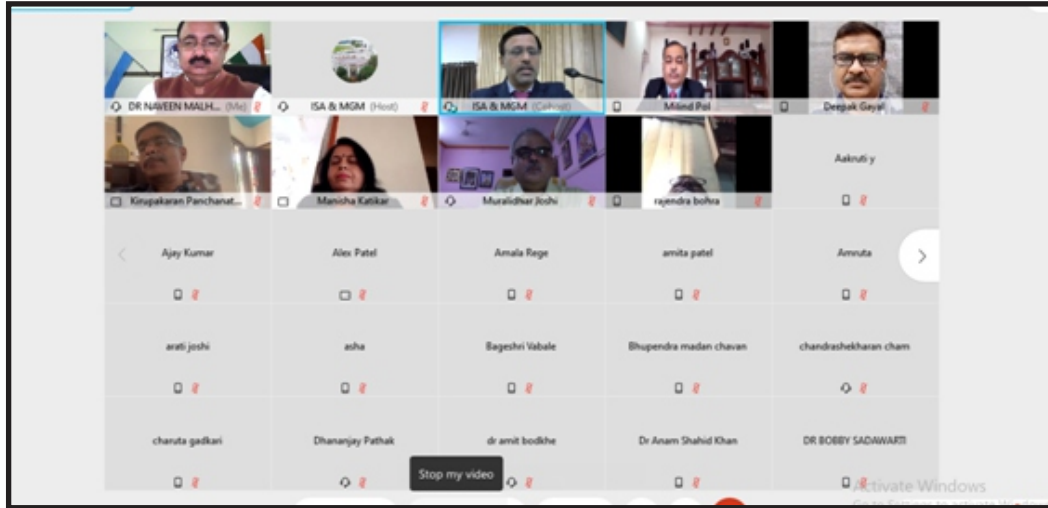 DR NAVEEN MALH... (Me)
ISA & MGM (Host)
ISA & MGM (Cohost)
Milind Pol
Deepak Gayal
Kirupakaran Panchanat...
Manisha Katikar
Muralidhar Joshi
rajendra bohra
Aakruti y
Ajay Kumar
Alex Patel
Amala Rege
amita patel
Amruta
arati joshi
asha
Bageshri Vabale
Bhupendra madan chavan
chandrashekharan cham
charuta gadkari
Dhananjay Pathak
dr amit bodkhe
Dr Anam Shahid Khan
DR BOBBY SADAWARTI
Stop my video
Activate Windows